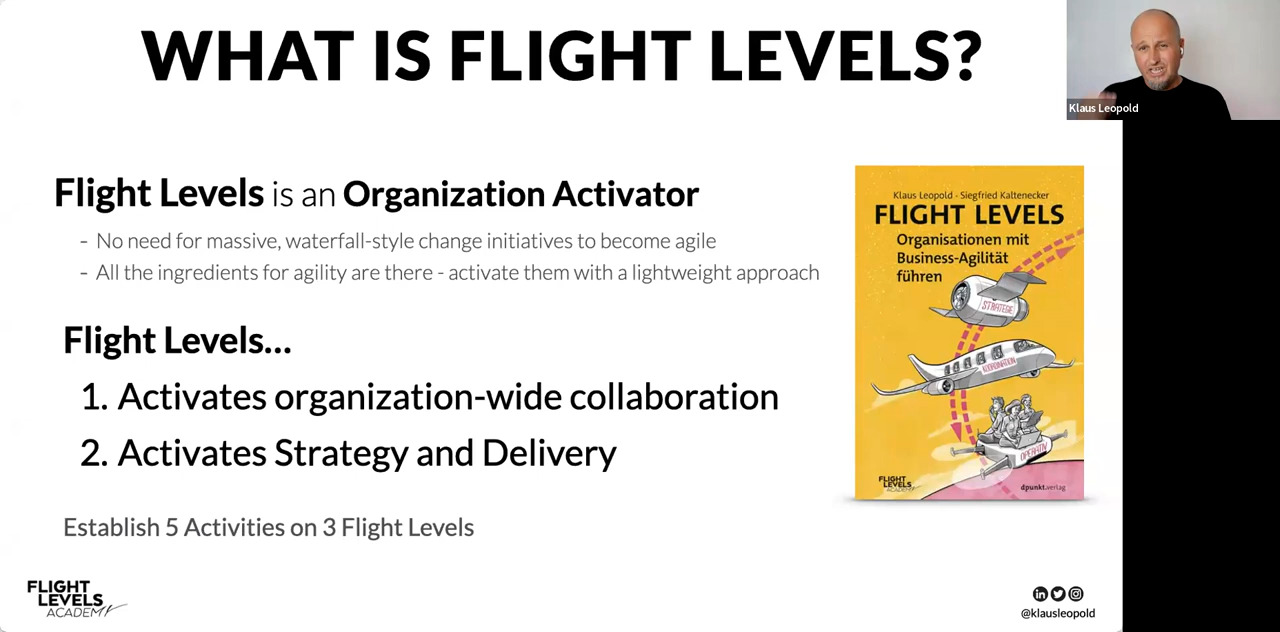 WHAT IS FLIGHT LEVELS?
Klaus Leopold
Flight Levels is an Organization Activator
- No need for massive, waterfall-style change initiatives to become agile
- All the ingredients for agility are there - activate them with a lightweight approach
Flight Levels...
1. Activates organization-wide collaboration
2. Activates Strategy and Delivery
Establish 5 Activities on 3 Flight Levels
Klaus Leopold · Siegfried Kaltenecker
FLIGHT LEVELS
Organisationen mit
Business-Agilität
führen
STRATEGIE
KOORDINATION
OPERATIV
FLIGHT
LEVELS
ACADEMY
dpunkt.verlag
FLIGHT
LEVELS
ACADEMY
in
@klausleopold